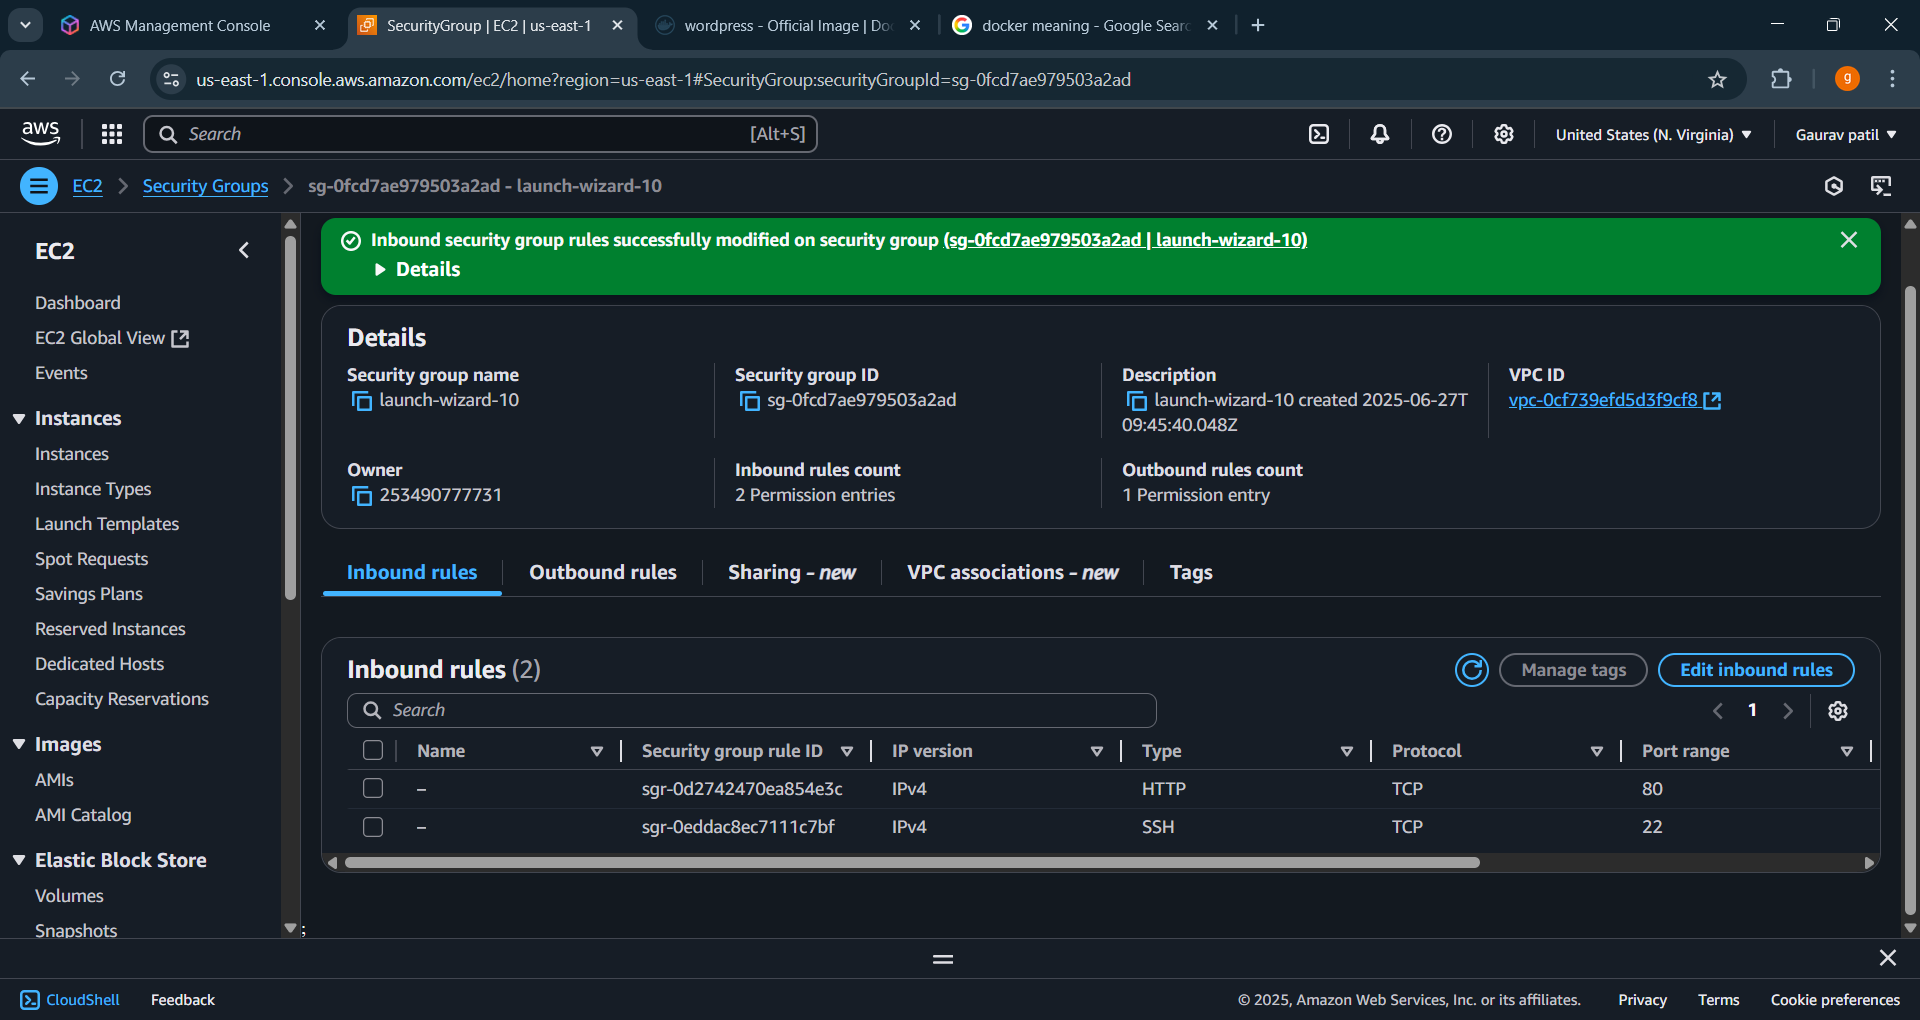 AWS Management Console
SecurityGroup | EC2 | us-east-1
wordpress - Official Image | Do
docker meaning - Google Searc
us-east-1.console.aws.amazon.com/ec2/home?region=us-east-1#SecurityGroup:securityGroupId=sg-0fcd7ae979503a2ad
g
aws
Search
[Alt+S]
United States (N. Virginia)
Gaurav patil
EC2
Security Groups
sg-0fcd7ae979503a2ad - launch-wizard-10
EC2
Dashboard
EC2 Global View
Events
Instances
Instances
Instance Types
Launch Templates
Spot Requests
Savings Plans
Reserved Instances
Dedicated Hosts
Capacity Reservations
Images
AMIs
AMI Catalog
Elastic Block Store
Volumes
Snapshots
;
Inbound security group rules successfully modified on security group (sg-0fcd7ae979503a2ad | launch-wizard-10)
Details
Details
Security group name
launch-wizard-10
Security group ID
sg-0fcd7ae979503a2ad
Description
launch-wizard-10 created 2025-06-27T
09:45:40.048Z
VPC ID
vpc-0cf739efd5d3f9cf8
Owner
253490777731
Inbound rules count
2 Permission entries
Outbound rules count
1 Permission entry
Inbound rules
Outbound rules
Sharing - new
VPC associations - new
Tags
Inbound rules (2)
Manage tags
Edit inbound rules
Search
1
Name
Security group rule ID
IP version
Type
Protocol
Port range
– sgr-0d2742470ea854e3c IPv4 HTTP TCP 80
– sgr-0eddac8ec7111c7bf IPv4 SSH TCP 22
CloudShell
Feedback
© 2025, Amazon Web Services, Inc. or its affiliates.
Privacy
Terms
Cookie preferences